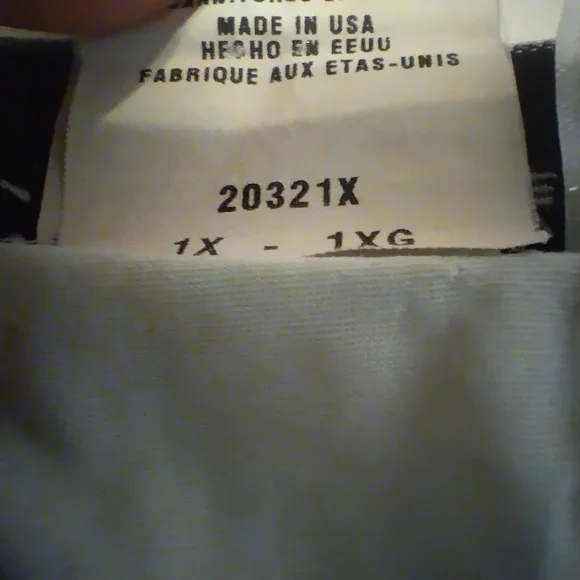 MADE IN USA
HECHO EN EEUU
FABRIQUE AUX ETAS-UNIS
20321X
1X - 1XG